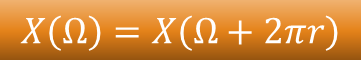 X(Ω) = X(Ω + 2πr)